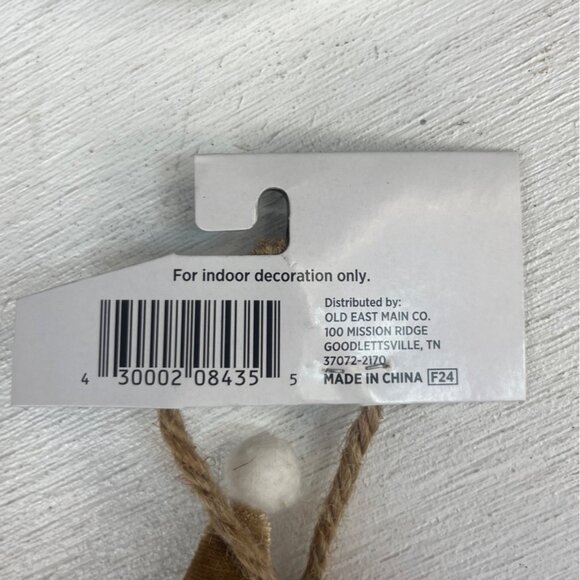 For indoor decoration only.
4 30002 08435 5
Distributed by:
OLD EAST MAIN CO.
100 MISSION RIDGE
GOODLETTSVILLE, TN
37072-2170
MADE IN CHINA F24